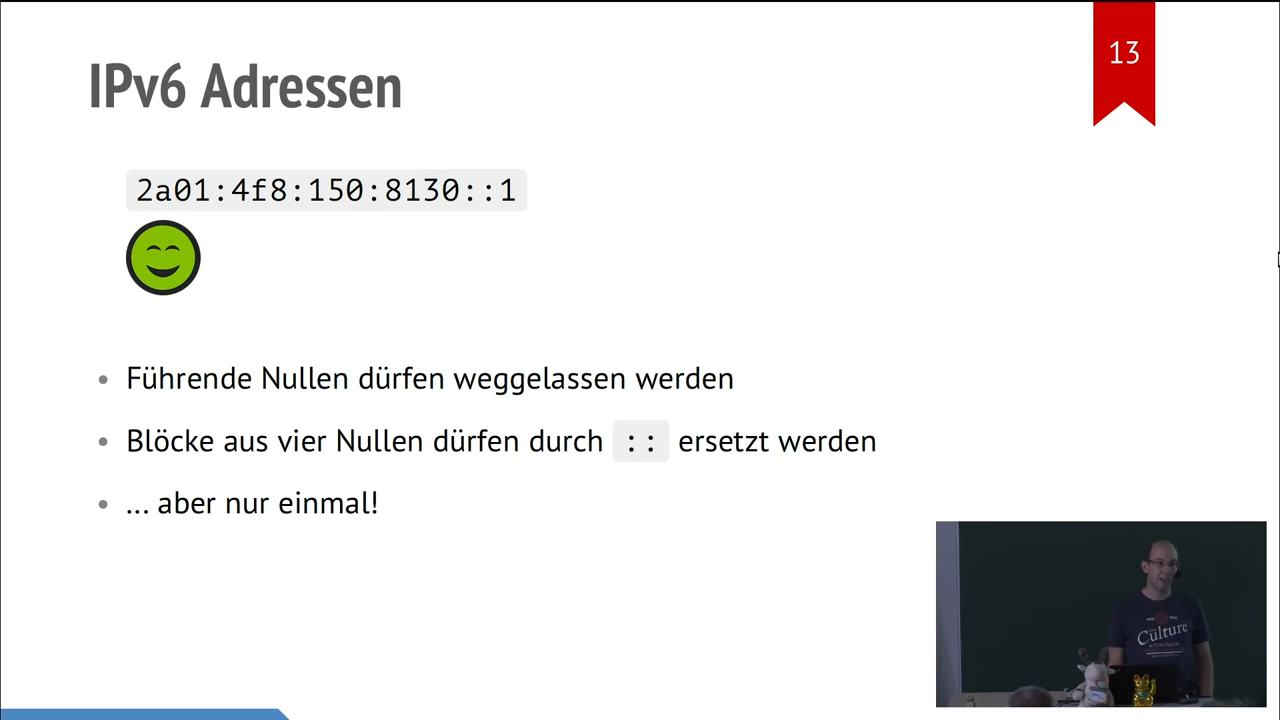 13
IPv6 Adressen
2a01:4f8:150:8130::1
• Führende Nullen dürfen weggelassen werden
• Blöcke aus vier Nullen dürfen durch :: ersetzt werden
• ... aber nur einmal!
Culture